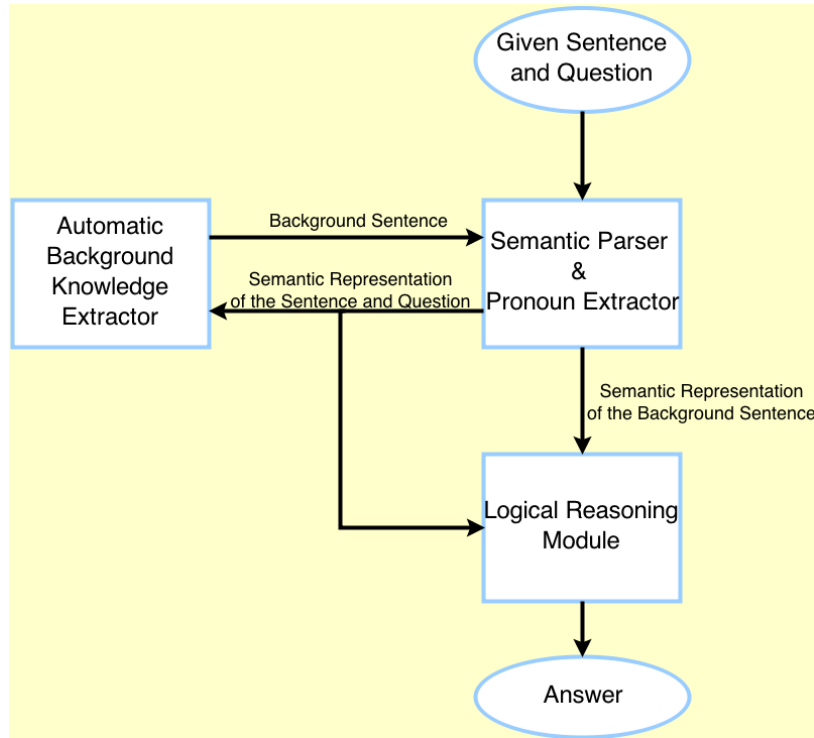 Given Sentence
and Question
Automatic
Background
Knowledge
Extractor
Background Sentence
Semantic Representation
of the Sentence and Question
Semantic Parser
&
Pronoun Extractor
Semantic Representation
of the Background Sentence
Logical Reasoning
Module
Answer